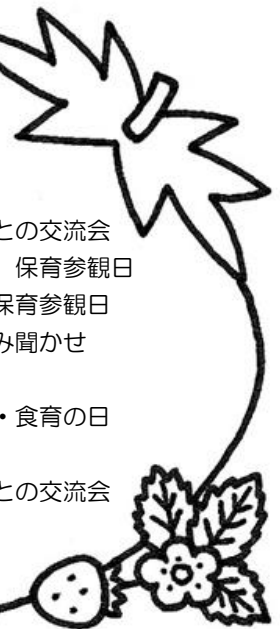 との交流会
保育参観日
保育参観日
み聞かせ
・食育の日
との交流会